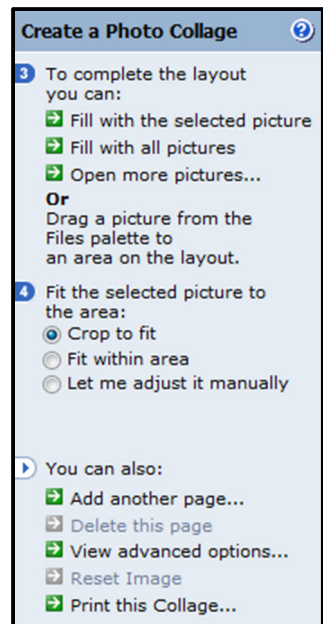 Create a Photo Collage ?
3 To complete the layout
you can:
Fill with the selected picture
Fill with all pictures
Open more pictures...
Or
Drag a picture from the
Files palette to
an area on the layout.
4 Fit the selected picture to
the area:
Crop to fit
Fit within area
Let me adjust it manually
You can also:
Add another page...
Delete this page
View advanced options...
Reset Image
Print this Collage...